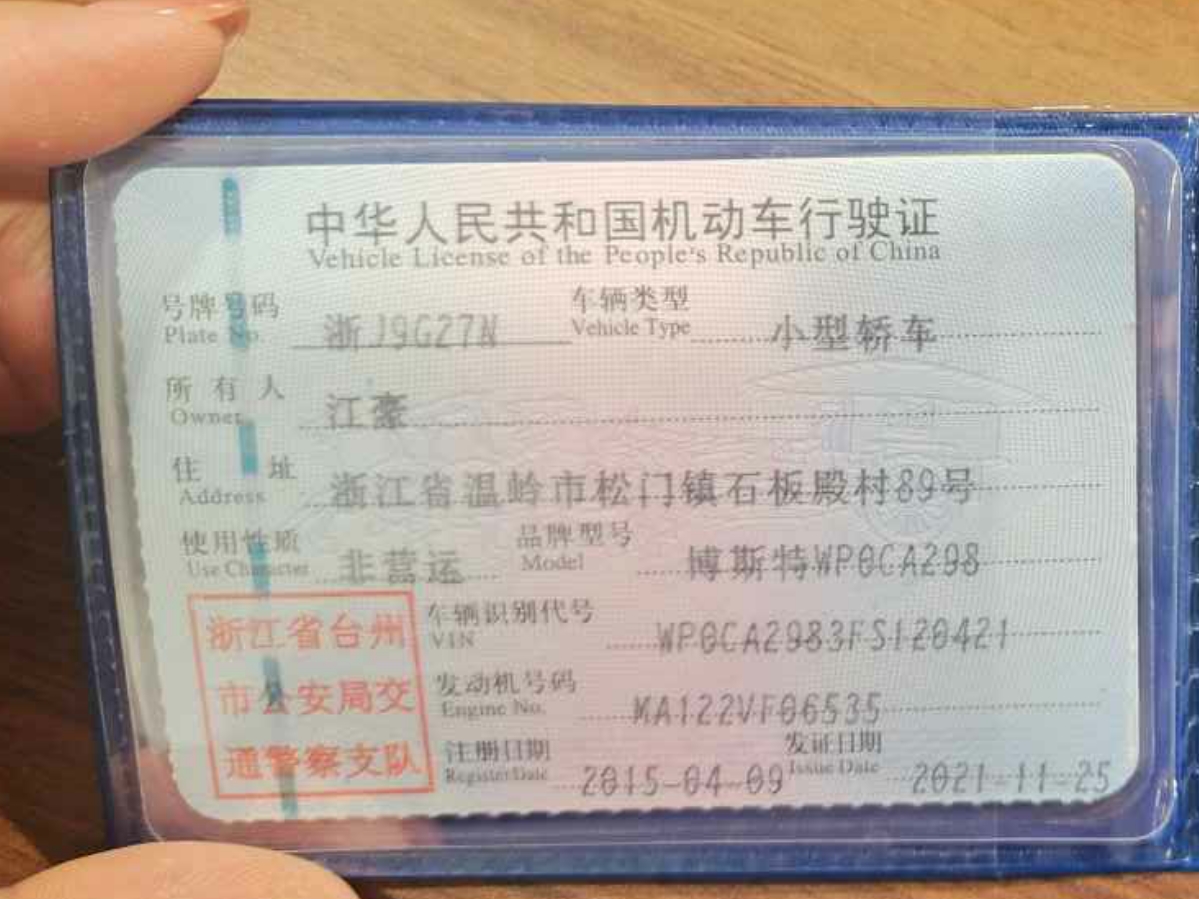 中华人民共和国机动车行驶证
Vehicle License of the People's Republic of China
号牌号码 浙J9G27N 车辆类型 小型轿车
Plate No. Vehicle Type
所有人 江豪
Owner
住址 浙江省温岭市松门镇石板殿村89号
Address
使用性质 非营运 品牌型号 博斯特WP0CA298
Use Character Model
浙江省台州
市公安局交
通警察支队
车辆识别代号 WP0CA2983FS120421
VIN
发动机号码 MA122VF06535
Engine No.
注册日期 2015-04-09 发证日期 2021-11-25
Register Date Issue Date